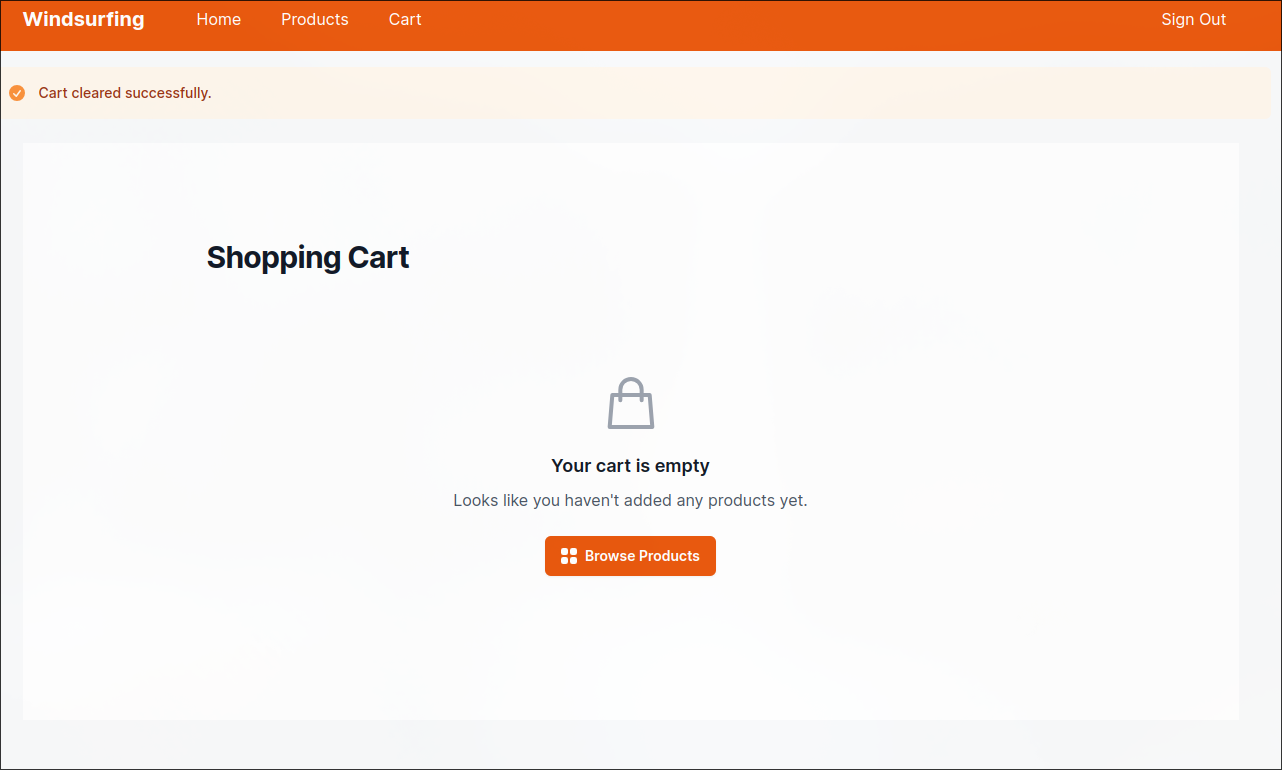 Windsurfing Home Products Cart Sign Out
Cart cleared successfully.
Shopping Cart
Your cart is empty
Looks like you haven't added any products yet.
Browse Products